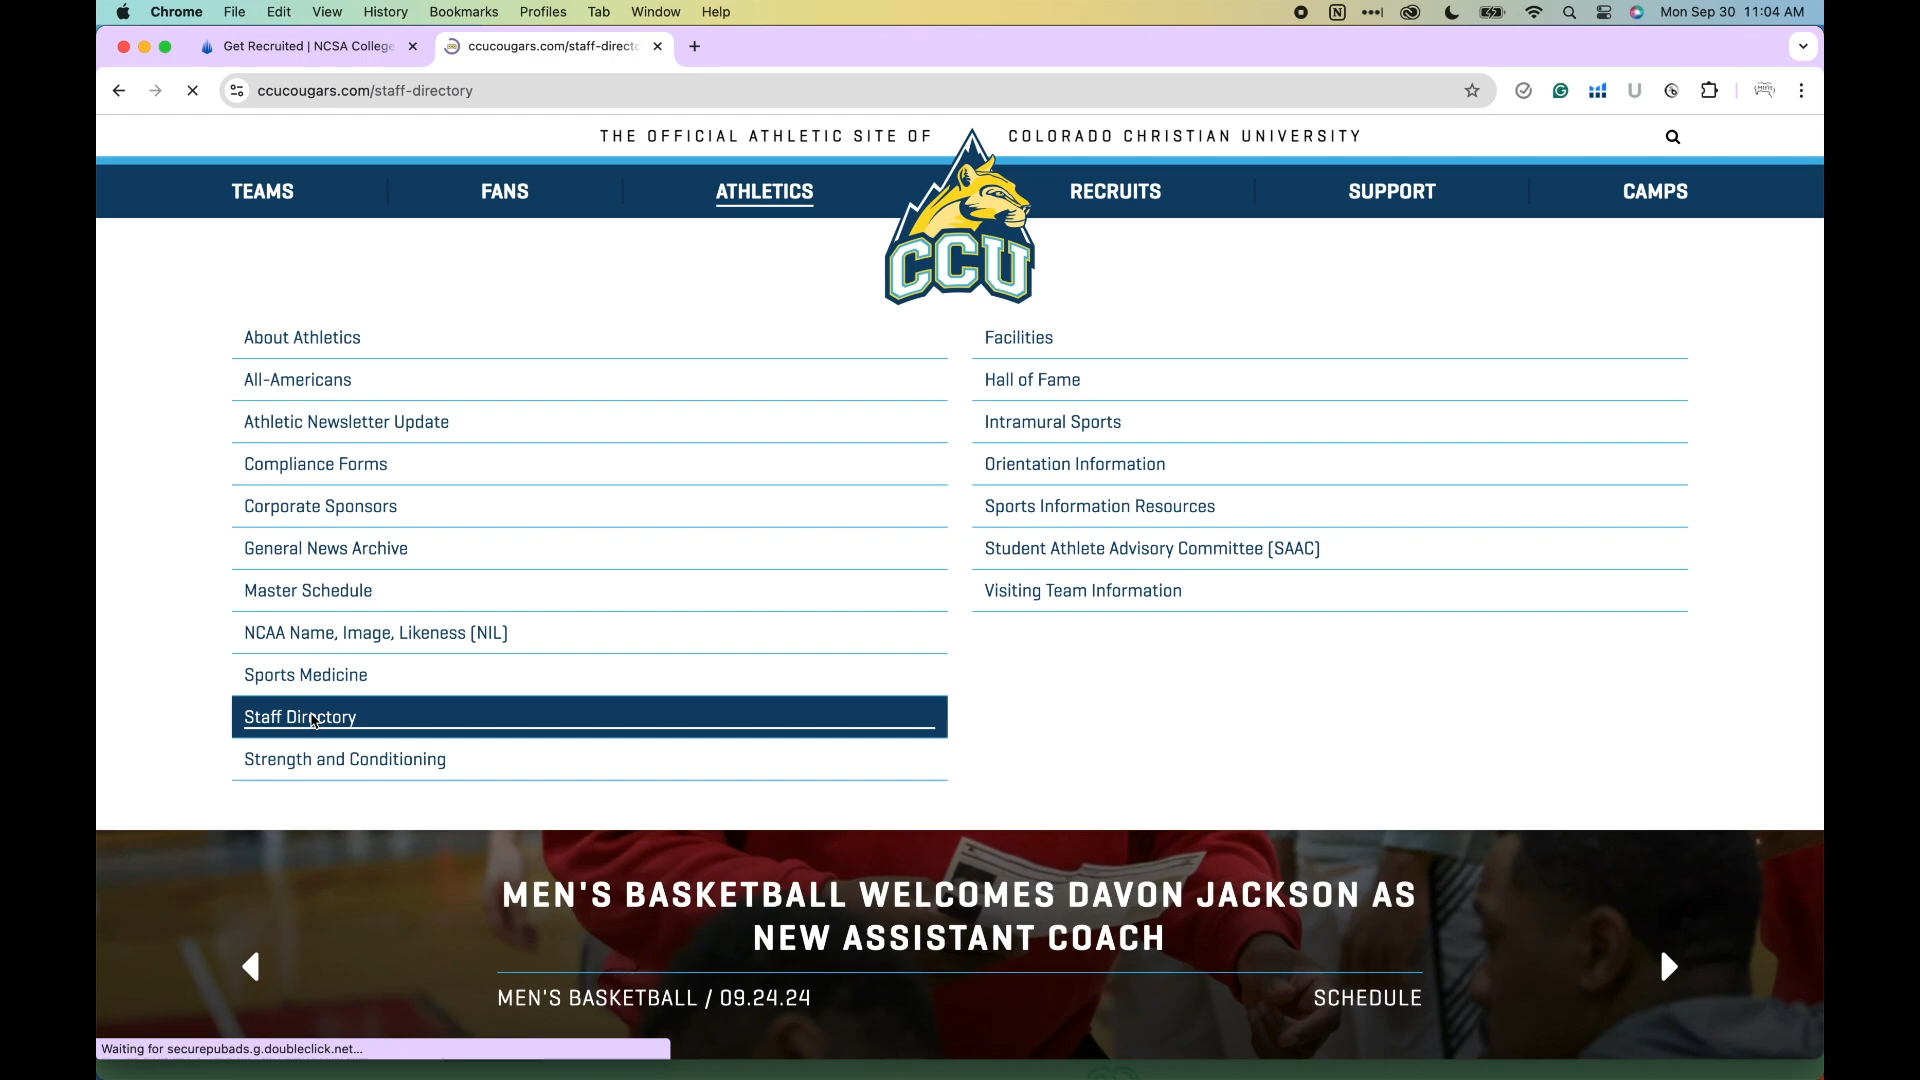 Chrome File Edit View History Bookmarks Profiles Tab Window Help Mon Sep 30 11:04 AM
Get Recruited | NCSA College ccucougars.com/staff-directo
ccucougars.com/staff-directory
THE OFFICIAL ATHLETIC SITE OF COLORADO CHRISTIAN UNIVERSITY
TEAMS FANS ATHLETICS RECRUITS SUPPORT CAMPS
CCU
About Athletics
All-Americans
Athletic Newsletter Update
Compliance Forms
Corporate Sponsors
General News Archive
Master Schedule
NCAA Name, Image, Likeness (NIL)
Sports Medicine
Staff Directory
Strength and Conditioning
Facilities
Hall of Fame
Intramural Sports
Orientation Information
Sports Information Resources
Student Athlete Advisory Committee (SAAC)
Visiting Team Information
MEN'S BASKETBALL WELCOMES DAVON JACKSON AS
NEW ASSISTANT COACH
MEN'S BASKETBALL / 09.24.24 SCHEDULE
Waiting for securepubads.g.doubleclick.net...